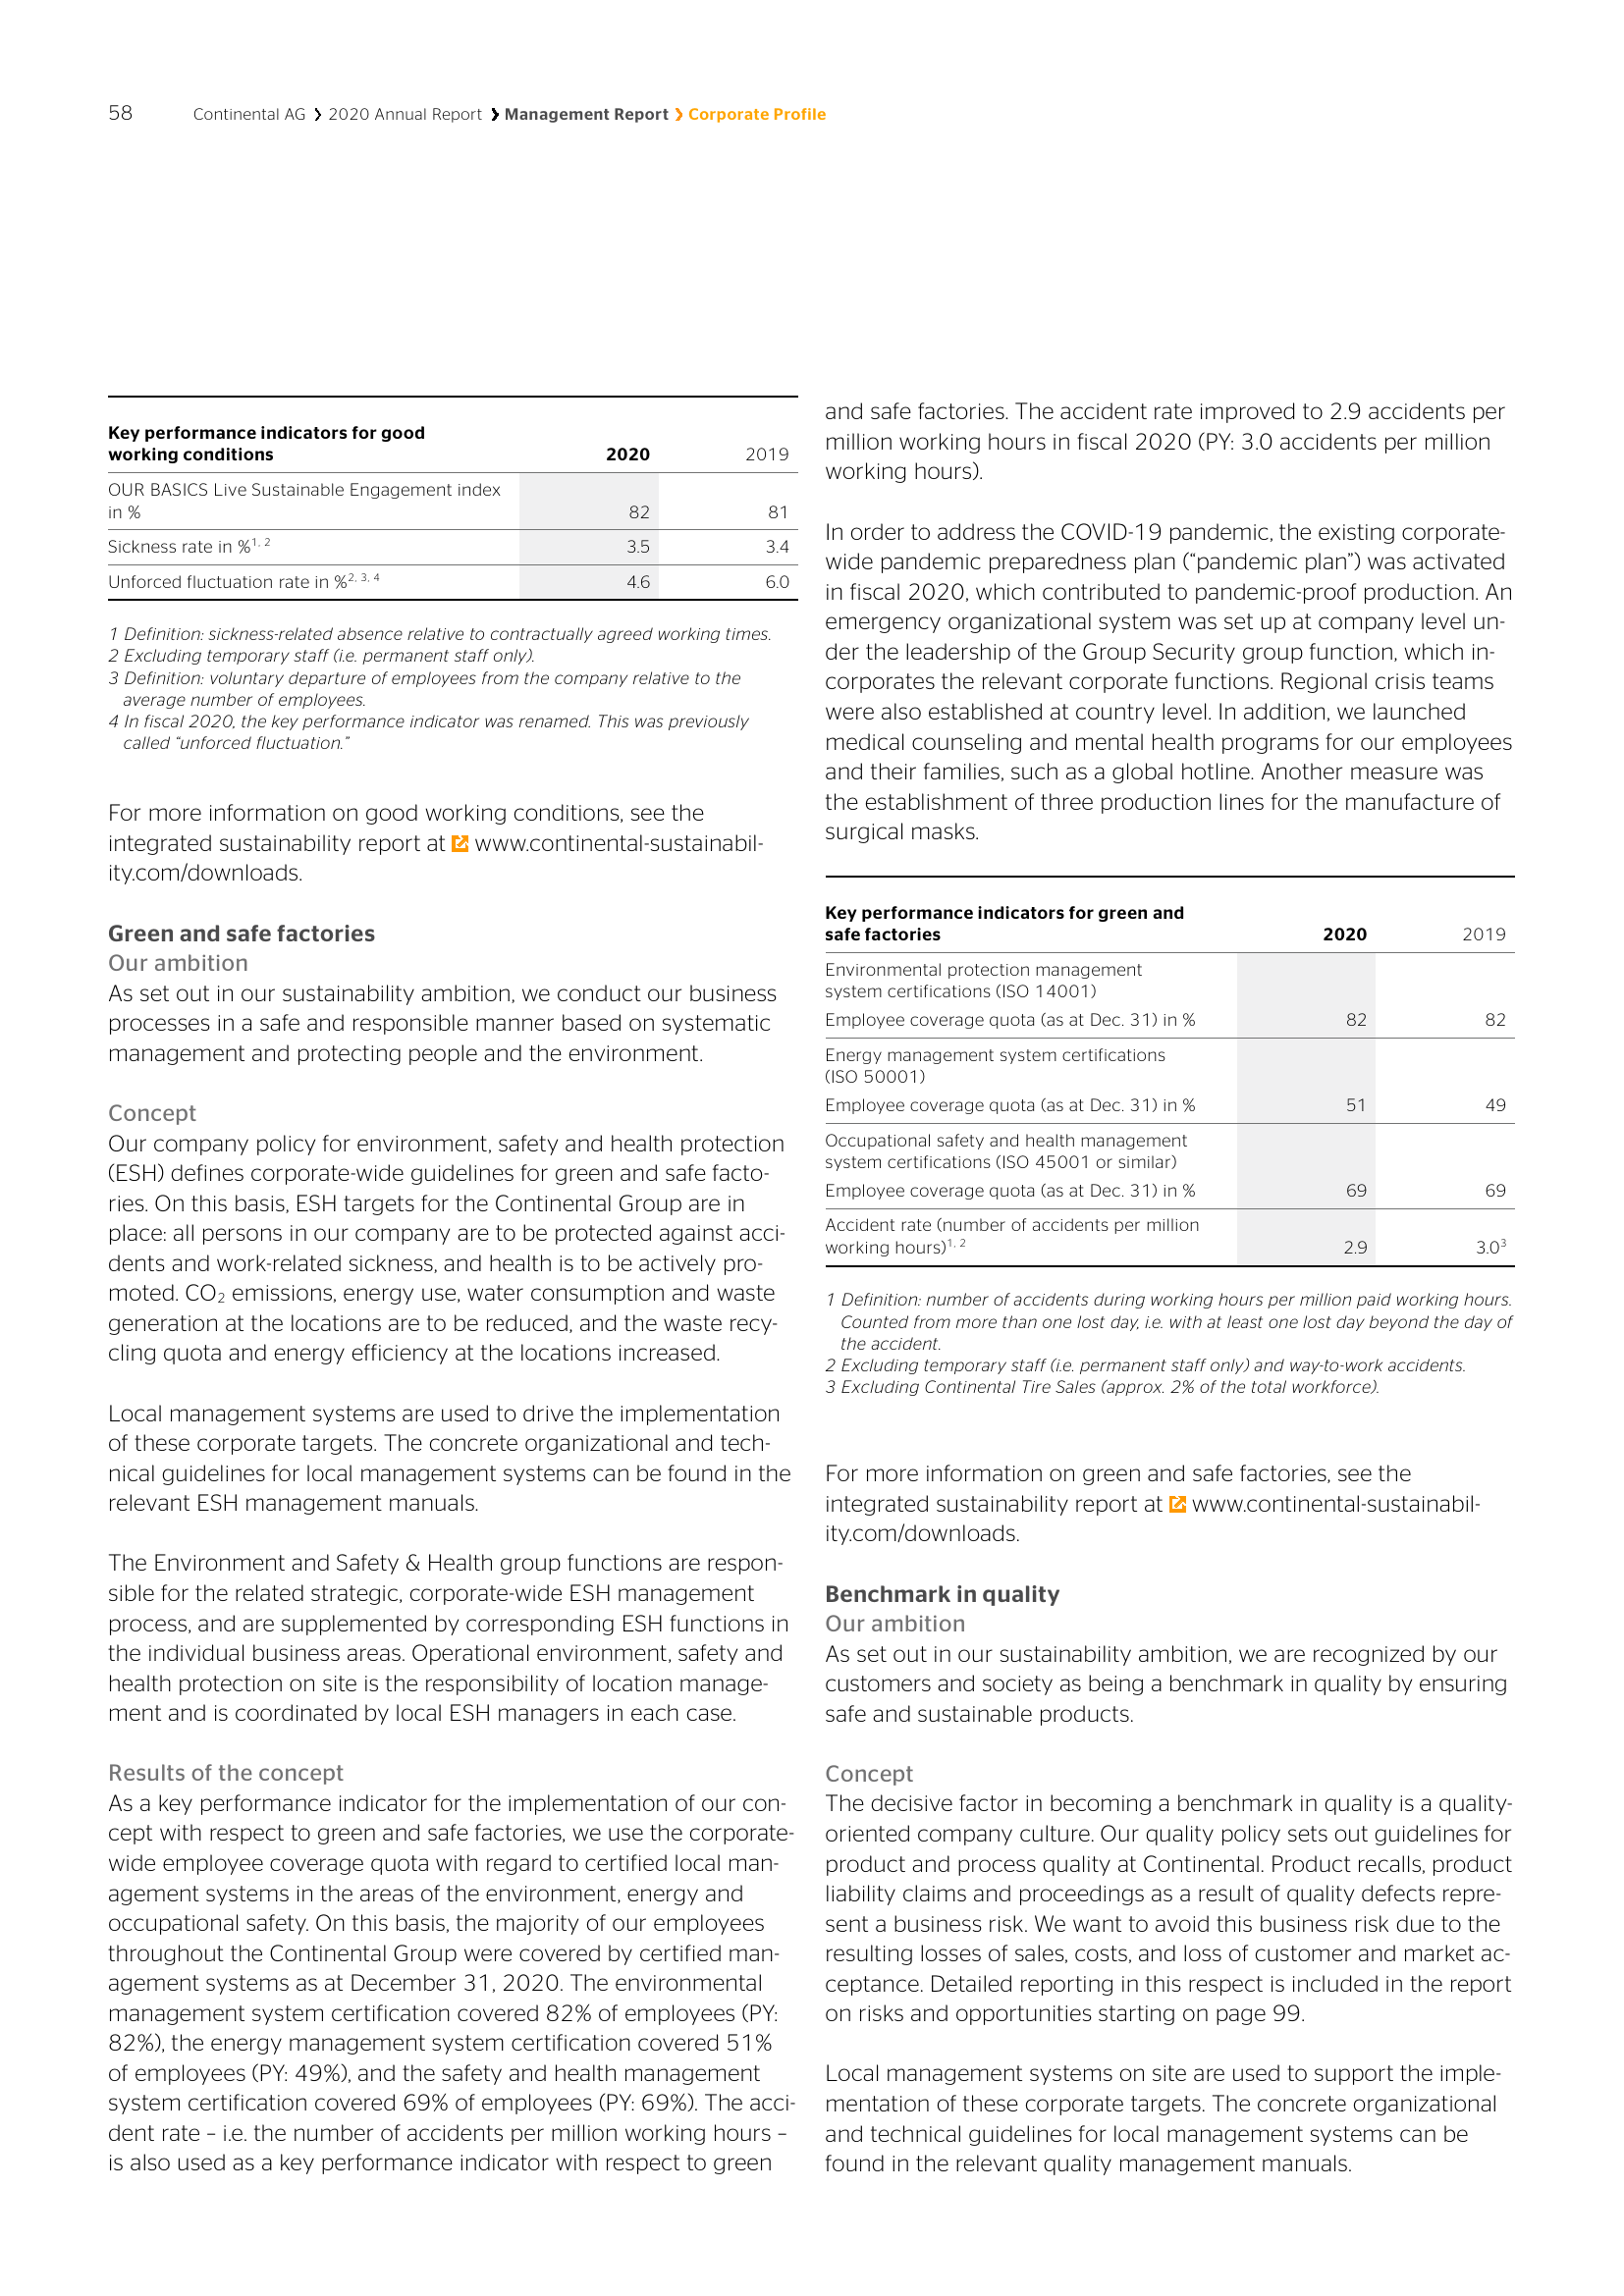 58
Continental AG ❯ 2020 Annual Report ❯ Management Report ❯ Corporate Profile
Key performance indicators for good
working conditions 2020 2019
OUR BASICS Live Sustainable Engagement index
in % 82 81
Sickness rate in %1, 2 3.5 3.4
Unforced fluctuation rate in %2, 3, 4 4.6 6.0
1 Definition: sickness-related absence relative to contractually agreed working times.
2 Excluding temporary staff (i.e. permanent staff only).
3 Definition: voluntary departure of employees from the company relative to the
average number of employees.
4 In fiscal 2020, the key performance indicator was renamed. This was previously
called “unforced fluctuation.”
For more information on good working conditions, see the
integrated sustainability report at www.continental-sustainabil-
ity.com/downloads.
Green and safe factories
Our ambition
As set out in our sustainability ambition, we conduct our business
processes in a safe and responsible manner based on systematic
management and protecting people and the environment.
Concept
Our company policy for environment, safety and health protection
(ESH) defines corporate-wide guidelines for green and safe facto-
ries. On this basis, ESH targets for the Continental Group are in
place: all persons in our company are to be protected against acci-
dents and work-related sickness, and health is to be actively pro-
moted. CO2 emissions, energy use, water consumption and waste
generation at the locations are to be reduced, and the waste recy-
cling quota and energy efficiency at the locations increased.
Local management systems are used to drive the implementation
of these corporate targets. The concrete organizational and tech-
nical guidelines for local management systems can be found in the
relevant ESH management manuals.
The Environment and Safety & Health group functions are respon-
sible for the related strategic, corporate-wide ESH management
process, and are supplemented by corresponding ESH functions in
the individual business areas. Operational environment, safety and
health protection on site is the responsibility of location manage-
ment and is coordinated by local ESH managers in each case.
Results of the concept
As a key performance indicator for the implementation of our con-
cept with respect to green and safe factories, we use the corporate-
wide employee coverage quota with regard to certified local man-
agement systems in the areas of the environment, energy and
occupational safety. On this basis, the majority of our employees
throughout the Continental Group were covered by certified man-
agement systems as at December 31, 2020. The environmental
management system certification covered 82% of employees (PY:
82%), the energy management system certification covered 51%
of employees (PY: 49%), and the safety and health management
system certification covered 69% of employees (PY: 69%). The acci-
dent rate – i.e. the number of accidents per million working hours –
is also used as a key performance indicator with respect to green
and safe factories. The accident rate improved to 2.9 accidents per
million working hours in fiscal 2020 (PY: 3.0 accidents per million
working hours).
In order to address the COVID-19 pandemic, the existing corporate-
wide pandemic preparedness plan (“pandemic plan”) was activated
in fiscal 2020, which contributed to pandemic-proof production. An
emergency organizational system was set up at company level un-
der the leadership of the Group Security group function, which in-
corporates the relevant corporate functions. Regional crisis teams
were also established at country level. In addition, we launched
medical counseling and mental health programs for our employees
and their families, such as a global hotline. Another measure was
the establishment of three production lines for the manufacture of
surgical masks.
Key performance indicators for green and
safe factories 2020 2019
Environmental protection management
system certifications (ISO 14001)
Employee coverage quota (as at Dec. 31) in % 82 82
Energy management system certifications
(ISO 50001)
Employee coverage quota (as at Dec. 31) in % 51 49
Occupational safety and health management
system certifications (ISO 45001 or similar)
Employee coverage quota (as at Dec. 31) in % 69 69
Accident rate (number of accidents per million
working hours)1, 2 2.9 3.03
1 Definition: number of accidents during working hours per million paid working hours.
Counted from more than one lost day, i.e. with at least one lost day beyond the day of
the accident.
2 Excluding temporary staff (i.e. permanent staff only) and way-to-work accidents.
3 Excluding Continental Tire Sales (approx. 2% of the total workforce).
For more information on green and safe factories, see the
integrated sustainability report at www.continental-sustainabil-
ity.com/downloads.
Benchmark in quality
Our ambition
As set out in our sustainability ambition, we are recognized by our
customers and society as being a benchmark in quality by ensuring
safe and sustainable products.
Concept
The decisive factor in becoming a benchmark in quality is a quality-
oriented company culture. Our quality policy sets out guidelines for
product and process quality at Continental. Product recalls, product
liability claims and proceedings as a result of quality defects repre-
sent a business risk. We want to avoid this business risk due to the
resulting losses of sales, costs, and loss of customer and market ac-
ceptance. Detailed reporting in this respect is included in the report
on risks and opportunities starting on page 99.
Local management systems on site are used to support the imple-
mentation of these corporate targets. The concrete organizational
and technical guidelines for local management systems can be
found in the relevant quality management manuals.